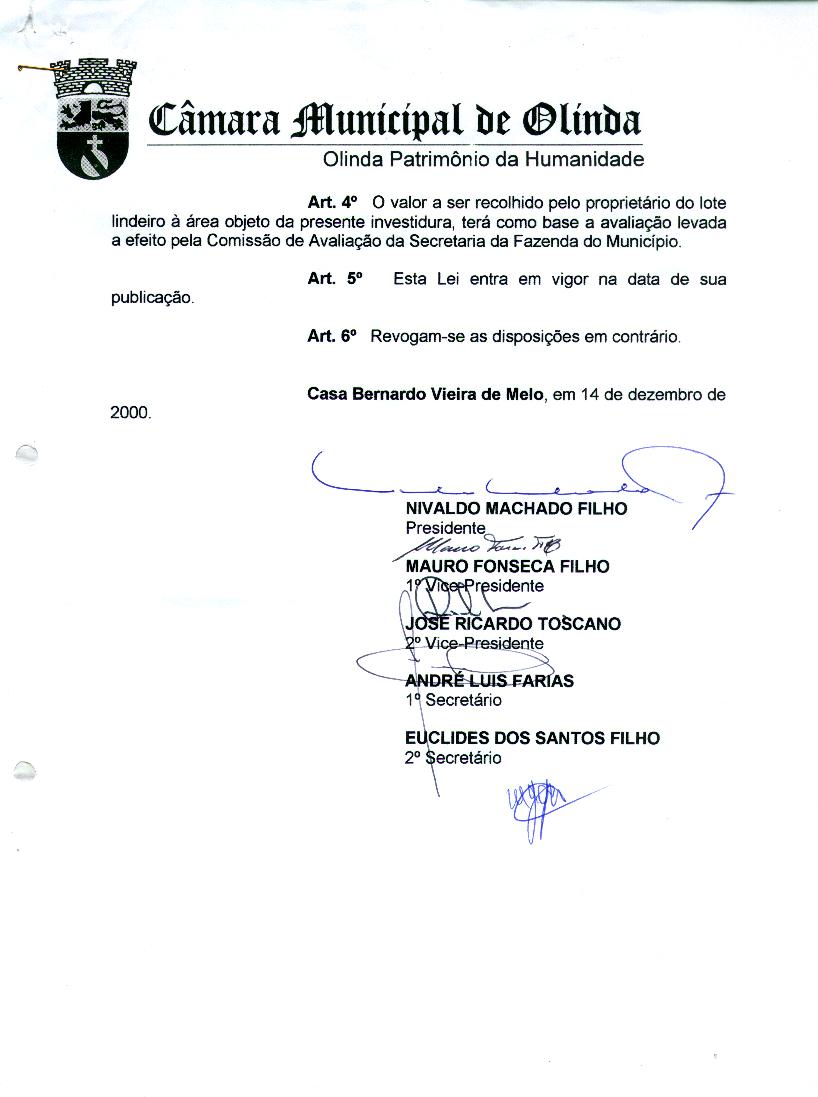 Câmara Municipal de Olinda
Olinda Patrimônio da Humanidade
Art. 4º O valor a ser recolhido pelo proprietário do lote
lindeiro à área objeto da presente investidura, terá como base a avaliação levada
a efeito pela Comissão de Avaliação da Secretaria da Fazenda do Município.
Art. 5º Esta Lei entra em vigor na data de sua
publicação.
Art. 6º Revogam-se as disposições em contrário.
Casa Bernardo Vieira de Melo, em 14 de dezembro de
2000.
NIVALDO MACHADO FILHO
Presidente
MAURO FONSECA FILHO
1º Vice-Presidente
JOSÉ RICARDO TOSCANO
2º Vice-Presidente
ANDRÉ LUIS FARIAS
1º Secretário
EUCLIDES DOS SANTOS FILHO
2º Secretário